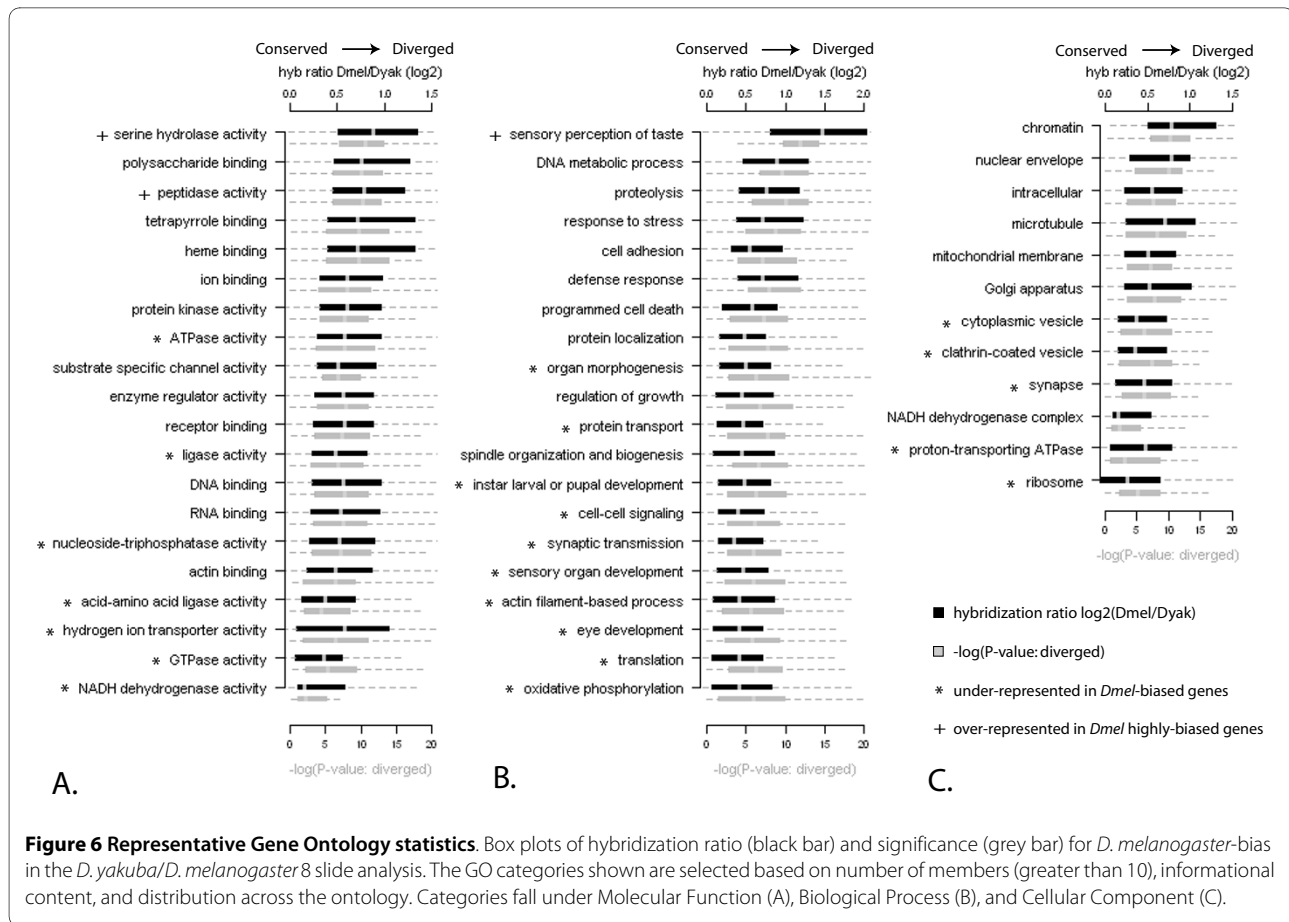 Conserved → Diverged
hyb ratio Dmel/Dyak (log2)
0.0 0.5 1.0 1.5
+ serine hydrolase activity
polysaccharide binding
+ peptidase activity
tetrapyrrole binding
heme binding
ion binding
protein kinase activity
* ATPase activity
substrate specific channel activity
enzyme regulator activity
receptor binding
* ligase activity
DNA binding
RNA binding
* nucleoside-triphosphatase activity
actin binding
* acid-amino acid ligase activity
* hydrogen ion transporter activity
* GTPase activity
* NADH dehydrogenase activity
0 5 10 15 20
-log(P-value: diverged)
A.
Conserved → Diverged
hyb ratio Dmel/Dyak (log2)
0.0 0.5 1.0 1.5 2.0
+ sensory perception of taste
DNA metabolic process
proteolysis
response to stress
cell adhesion
defense response
programmed cell death
protein localization
* organ morphogenesis
regulation of growth
* protein transport
spindle organization and biogenesis
* instar larval or pupal development
* cell-cell signaling
* synaptic transmission
* sensory organ development
* actin filament-based process
* eye development
* translation
* oxidative phosphorylation
0 5 10 15 20
-log(P-value: diverged)
B.
Conserved → Diverged
hyb ratio Dmel/Dyak (log2)
0.0 0.5 1.0 1.5
chromatin
nuclear envelope
intracellular
microtubule
mitochondrial membrane
Golgi apparatus
* cytoplasmic vesicle
* clathrin-coated vesicle
* synapse
NADH dehydrogenase complex
* proton-transporting ATPase
* ribosome
0 5 10 15 20
-log(P-value: diverged)
hybridization ratio log2(Dmel/Dyak)
-log(P-value: diverged)
* under-represented in Dmel-biased genes
+ over-represented in Dmel highly-biased genes
C.
Figure 6 Representative Gene Ontology statistics. Box plots of hybridization ratio (black bar) and significance (grey bar) for D. melanogaster-bias
in the D. yakuba/D. melanogaster 8 slide analysis. The GO categories shown are selected based on number of members (greater than 10), informational
content, and distribution across the ontology. Categories fall under Molecular Function (A), Biological Process (B), and Cellular Component (C).